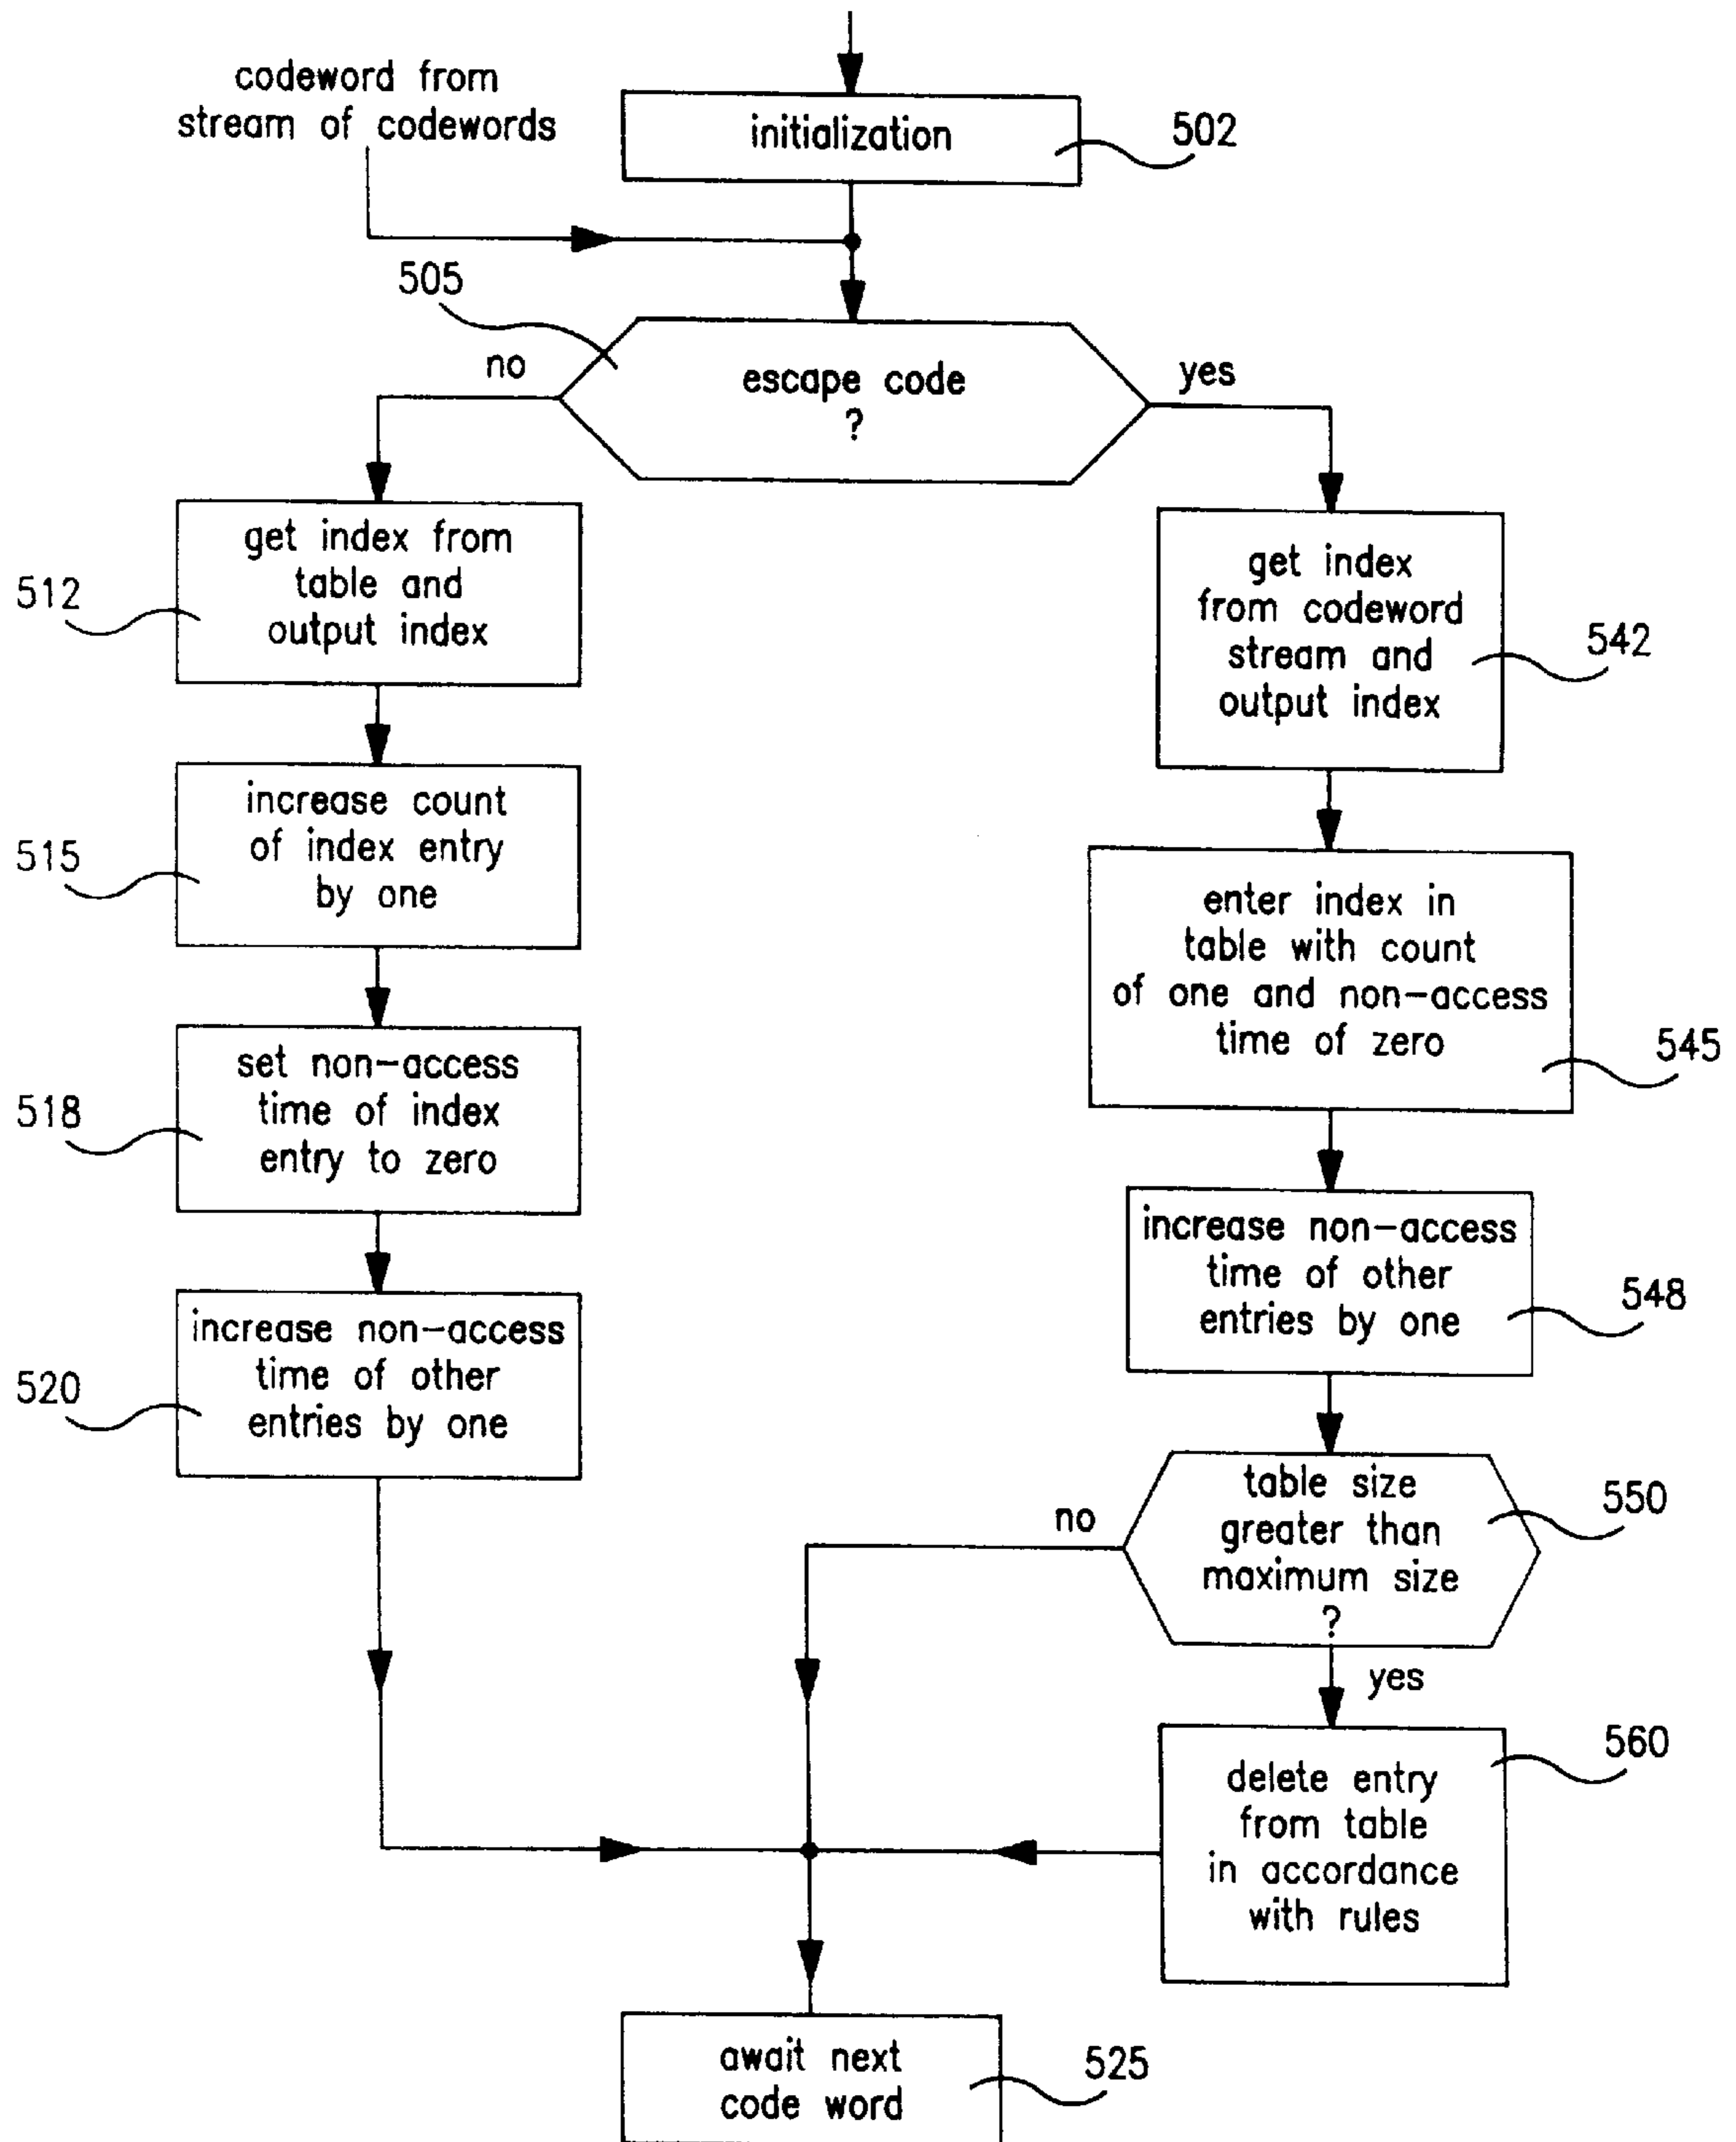 codeword from
stream of codewords
initialization
502
505
no
escape code
?
yes
get index from
table and
output index
512
get index
from codeword
stream and
output index
542
increase count
of index entry
by one
515
enter index in
table with count
of one and non-access
time of zero
545
set non-access
time of index
entry to zero
518
increase non-access
time of other
entries by one
548
increase non-access
time of other
entries by one
520
no
table size
greater than
maximum size
?
550
yes
delete entry
from table
in accordance
with rules
560
await next
code word
525